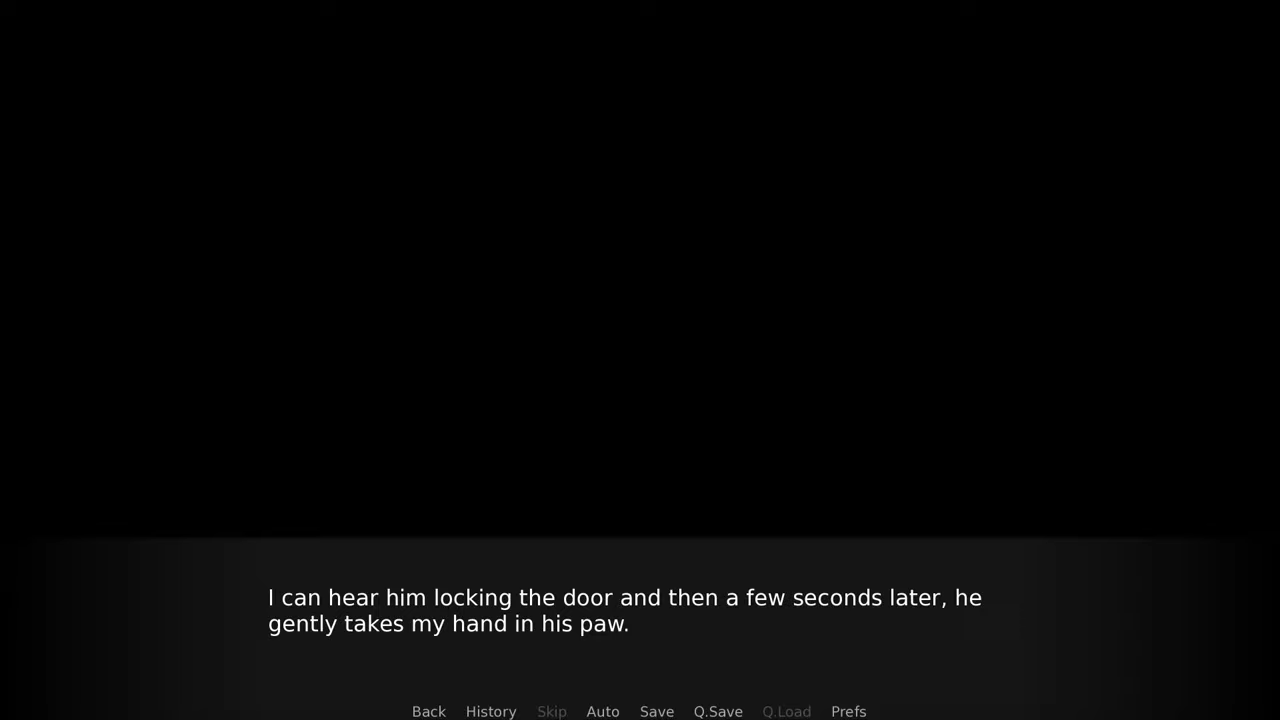 I can hear him locking the door and then a few seconds later, he
gently takes my hand in his paw.
Back History Skip Auto Save Q.Save Q.Load Prefs